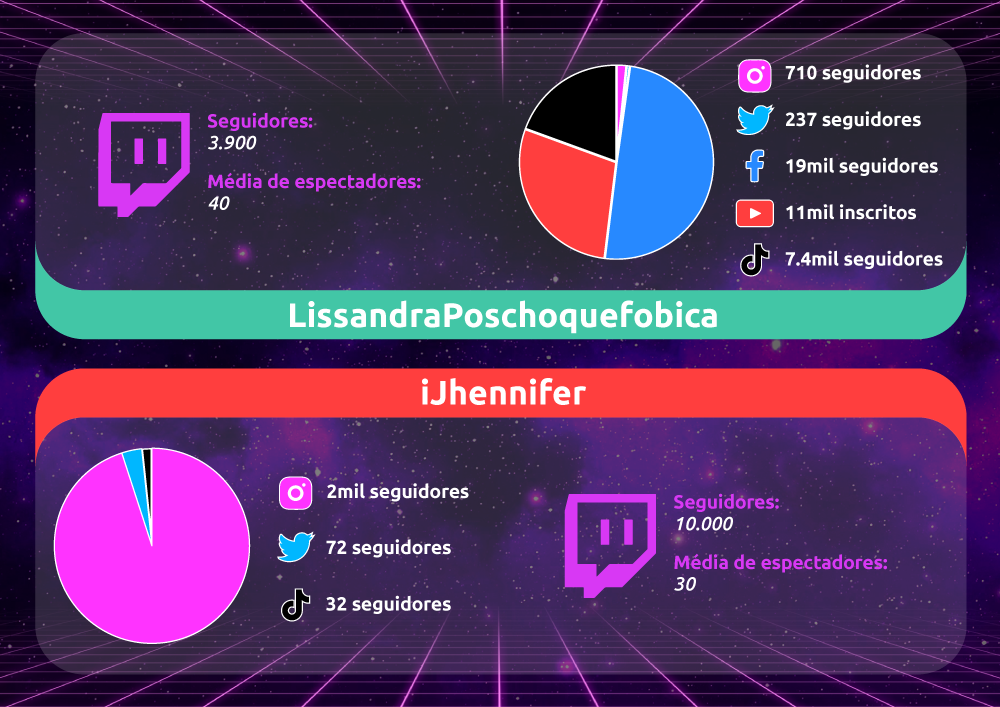 Seguidores:
3.900
Média de espectadores:
40
710 seguidores
237 seguidores
19mil seguidores
11mil inscritos
7.4mil seguidores
LissandraPoschoquefobica
iJhennifer
2mil seguidores
72 seguidores
32 seguidores
Seguidores:
10.000
Média de espectadores:
30